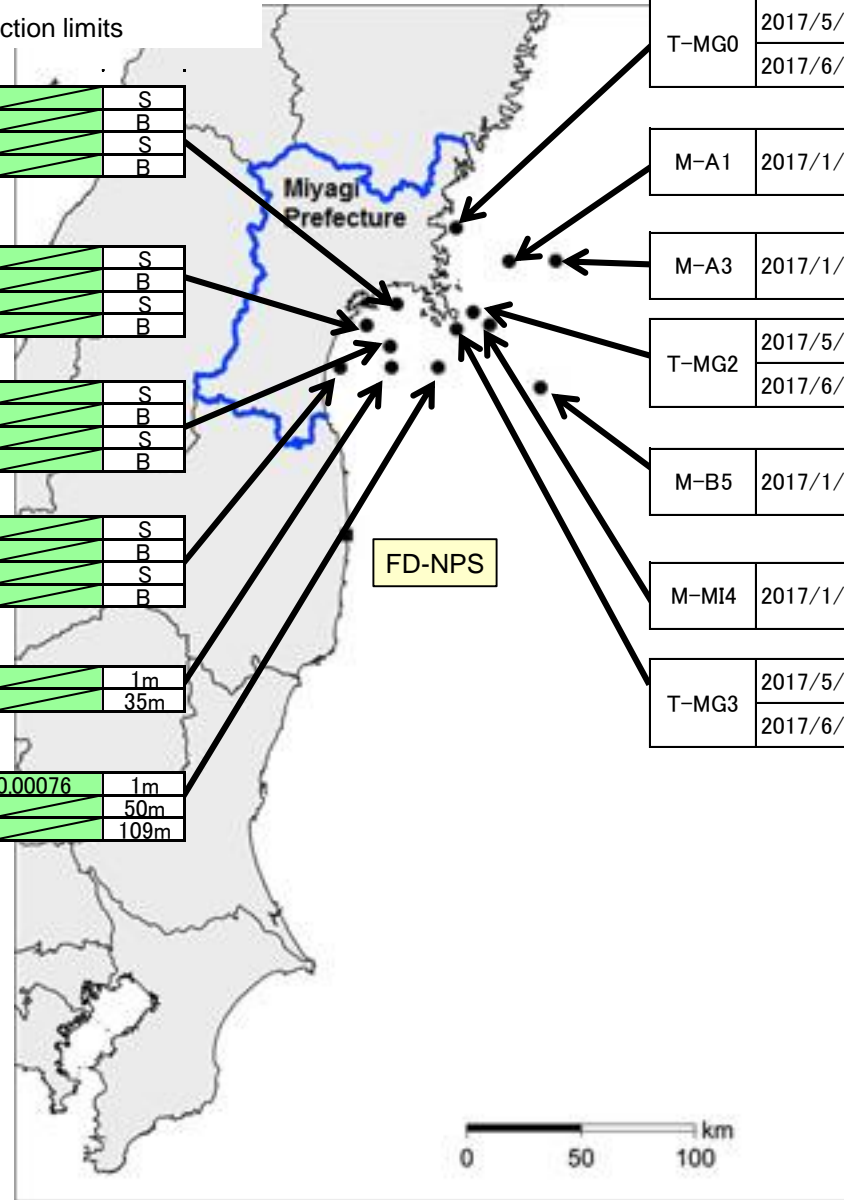 ction limits
S
B
S
B
S
B
S
B
S
B
S
B
S
B
S
B
1m
35m
0.00076 1m
50m
109m
Miyagi
Prefecture
FD-NPS
T-MG0 2017/5/
2017/6/
M-A1 2017/1/
M-A3 2017/1/
T-MG2 2017/5/
2017/6/
M-B5 2017/1/
M-MI4 2017/1/
T-MG3 2017/5/
2017/6/
km
0 50 100